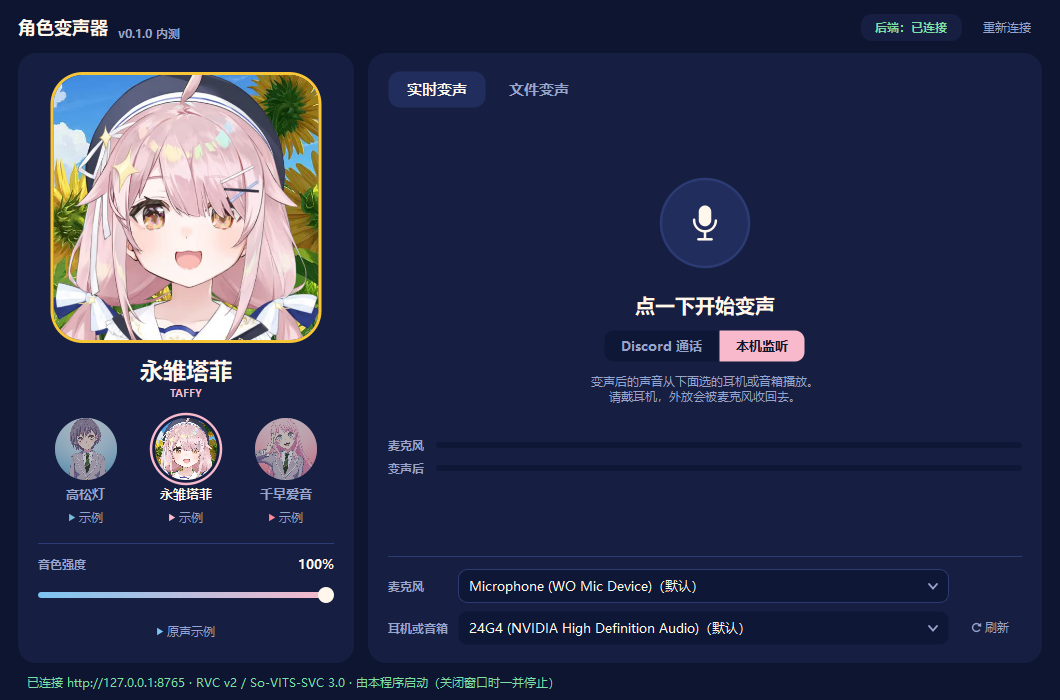 角色变声器 v0.1.0 内测
后端：已连接
重新连接
永雏塔菲
TAFFY
高松灯
永雏塔菲
千早爱音
示例
示例
示例
音色强度 100%
原声示例
实时变声
文件变声
点一下开始变声
Discord 通话
本机监听
变声后的声音从下面选的耳机或音箱播放。
请戴耳机，外放会被麦克风收回去。
麦克风
变声后
麦克风 Microphone (WO Mic Device)（默认）
耳机或音箱 24G4 (NVIDIA High Definition Audio)（默认） 刷新
已连接 http://127.0.0.1:8765 · RVC v2 / So-VITS-SVC 3.0 · 由本程序启动（关闭窗口时一并停止）